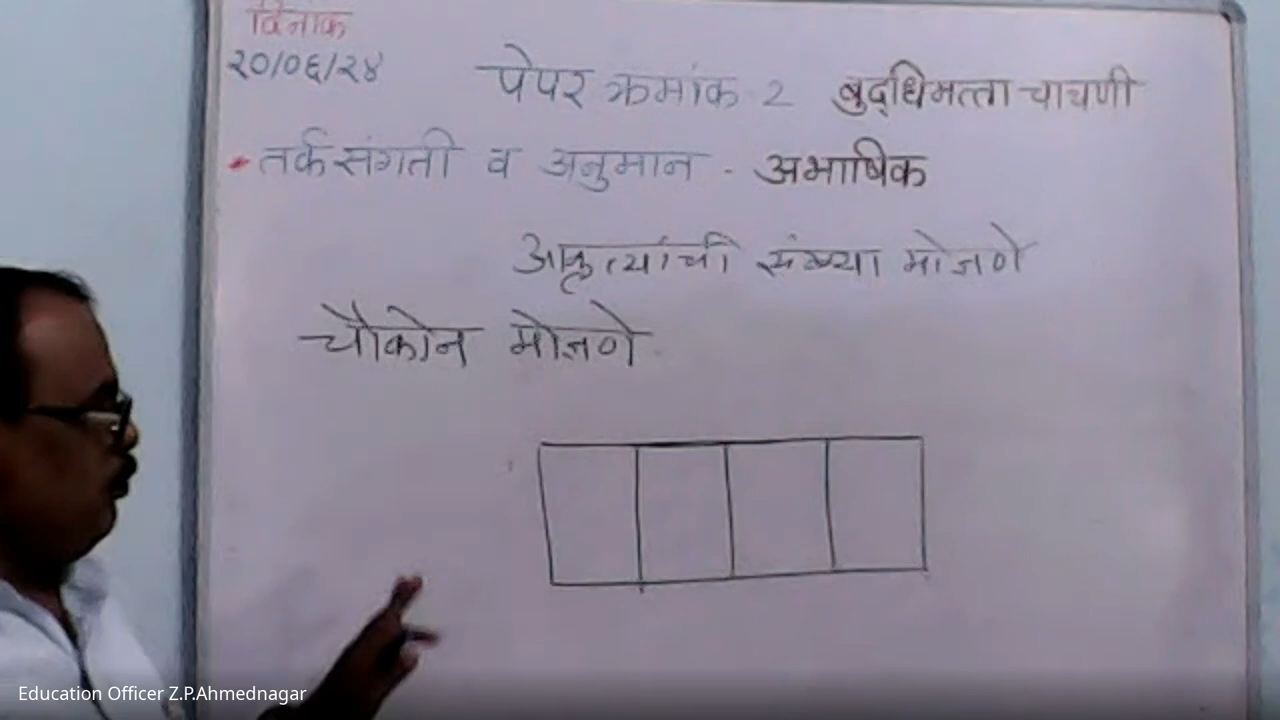 दिनांक
२०/०६/२४
पेपर क्रमांक 2 बुद्धिमत्ता चाचणी
तर्कसंगती व अनुमान - अभाषिक
आकृत्यांची संख्या मोजणे
चौकोन मोजणे
Education Officer Z.P.Ahmednagar